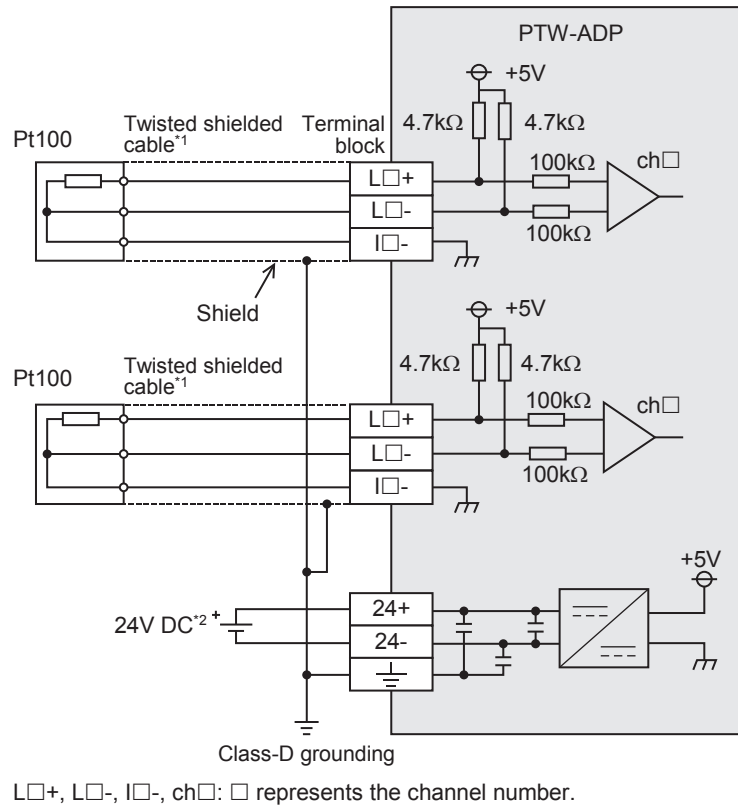 PTW-ADP
+5V
4.7kΩ 4.7kΩ
Pt100
Twisted shielded
cable*1
Terminal
block
100kΩ
ch□
L□+
L□-
I□-
100kΩ
Shield
+5V
4.7kΩ 4.7kΩ
Pt100
Twisted shielded
cable*1
100kΩ
ch□
L□+
L□-
I□-
100kΩ
+5V
24V DC*2 +
24+
24-
Class-D grounding
L□+, L□-, I□-, ch□: □ represents the channel number.